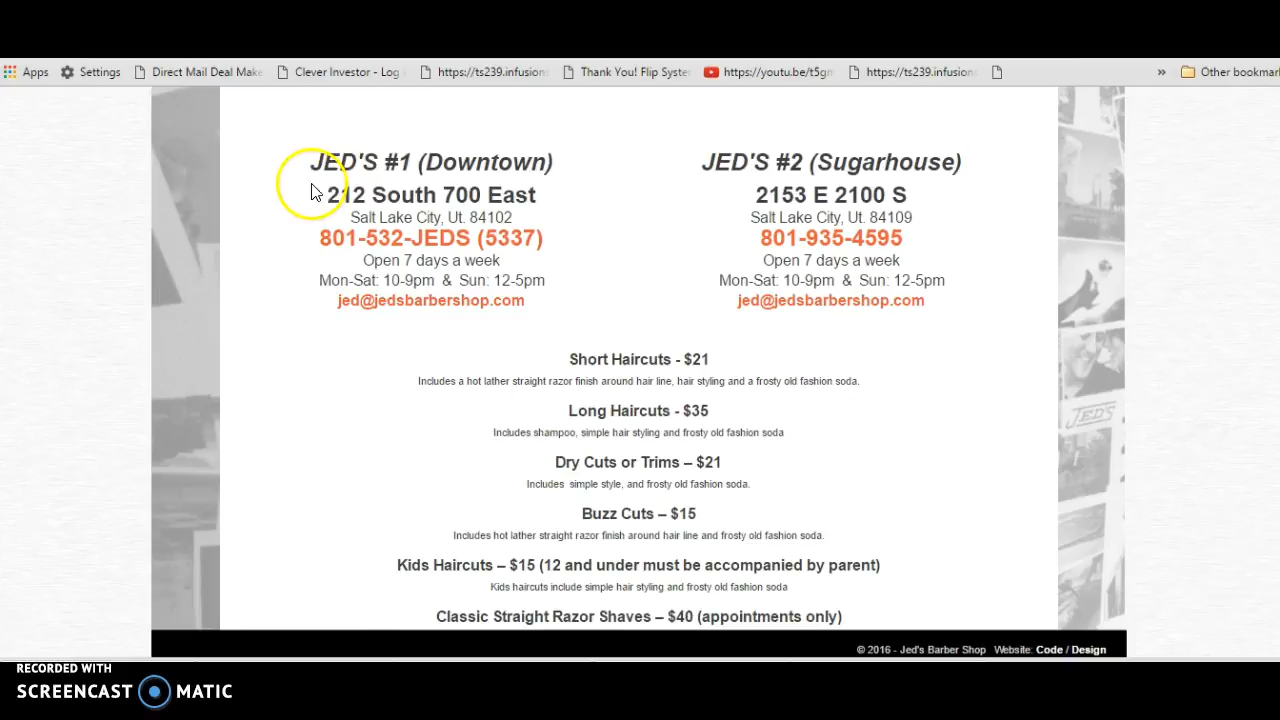 Apps Settings Direct Mail Deal Make Clever Investor - Log https://ts239.infusions Thank You! Flip Syste https://youtu.be/t5gm https://ts239.infusions » Other bookmar
JED'S #1 (Downtown)
212 South 700 East
Salt Lake City, Ut. 84102
801-532-JEDS (5337)
Open 7 days a week
Mon-Sat: 10-9pm & Sun: 12-5pm
jed@jedsbarbershop.com
JED'S #2 (Sugarhouse)
2153 E 2100 S
Salt Lake City, Ut. 84109
801-935-4595
Open 7 days a week
Mon-Sat: 10-9pm & Sun: 12-5pm
jed@jedsbarbershop.com
Short Haircuts - $21
Includes a hot lather straight razor finish around hair line, hair styling and a frosty old fashion soda.
Long Haircuts - $35
Includes shampoo, simple hair styling and frosty old fashion soda
Dry Cuts or Trims – $21
Includes simple style, and frosty old fashion soda.
Buzz Cuts – $15
Includes hot lather straight razor finish around hair line and frosty old fashion soda.
Kids Haircuts – $15 (12 and under must be accompanied by parent)
Kids haircuts include simple hair styling and frosty old fashion soda
Classic Straight Razor Shaves – $40 (appointments only)
JED'S
© 2016 - Jed's Barber Shop Website: Code / Design
RECORDED WITH
SCREENCAST MATIC